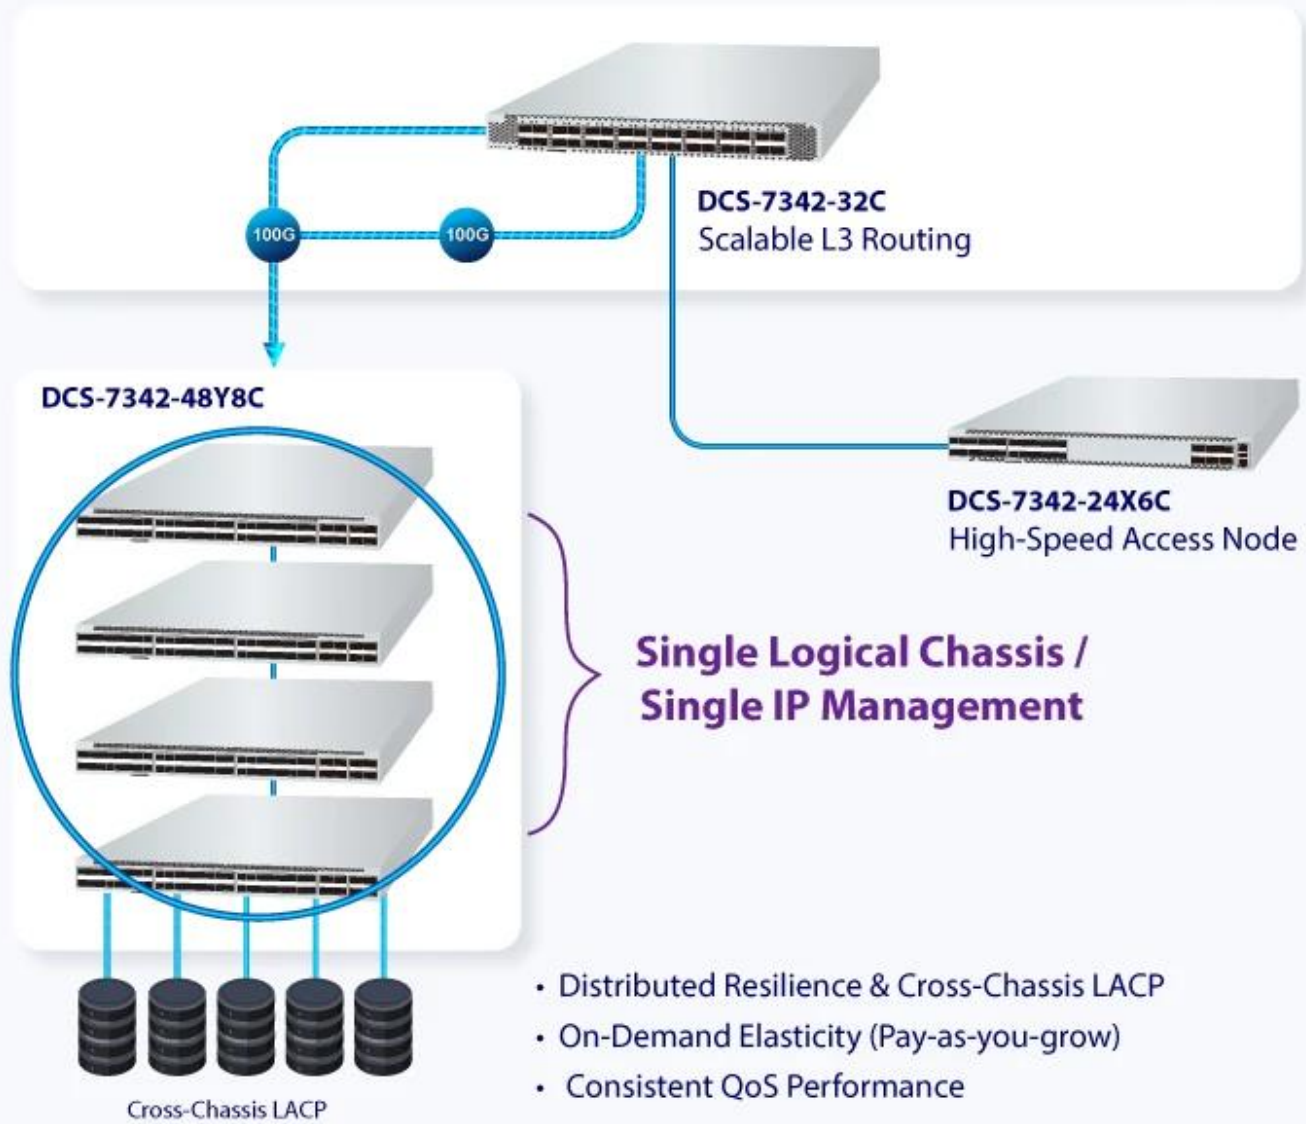 DCS-7342-32C
Scalable L3 Routing
100G
100G
DCS-7342-48Y8C
DCS-7342-24X6C
High-Speed Access Node
Single Logical Chassis /
Single IP Management
• Distributed Resilience & Cross-Chassis LACP
• On-Demand Elasticity (Pay-as-you-grow)
• Consistent QoS Performance
Cross-Chassis LACP